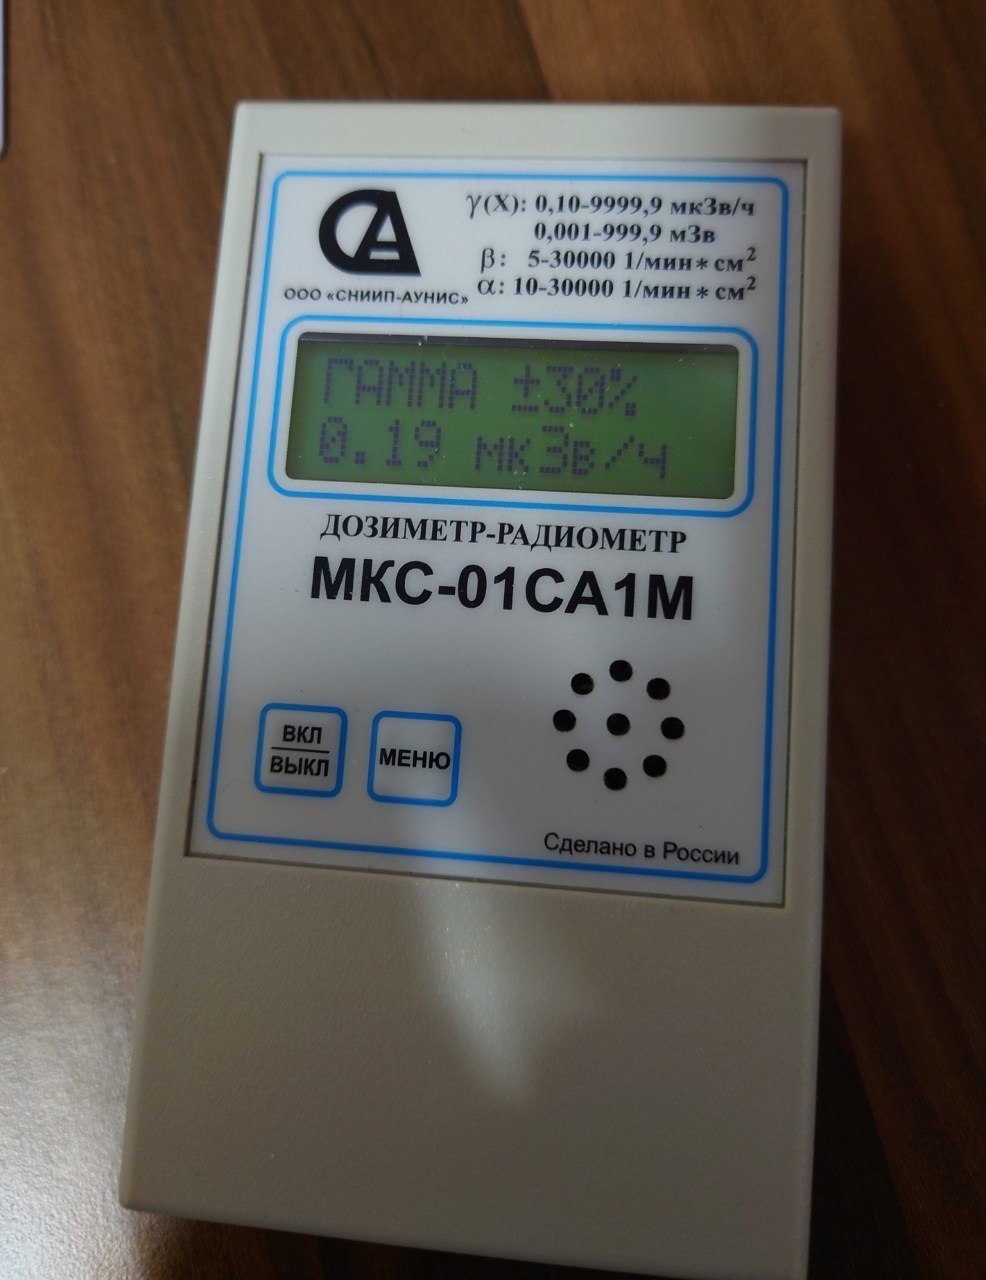 СА
γ(X): 0,10-9999,9 мкЗв/ч
0,001-999,9 мЗв
β: 5-30000 1/мин*см²
α: 10-30000 1/мин*см²
ООО «СНИИП-АУНИС»
ГАММА ±30%
0.19 мкЗв/ч
ДОЗИМЕТР-РАДИОМЕТР
МКС-01СА1М
ВКЛ
ВЫКЛ
МЕНЮ
Сделано в России